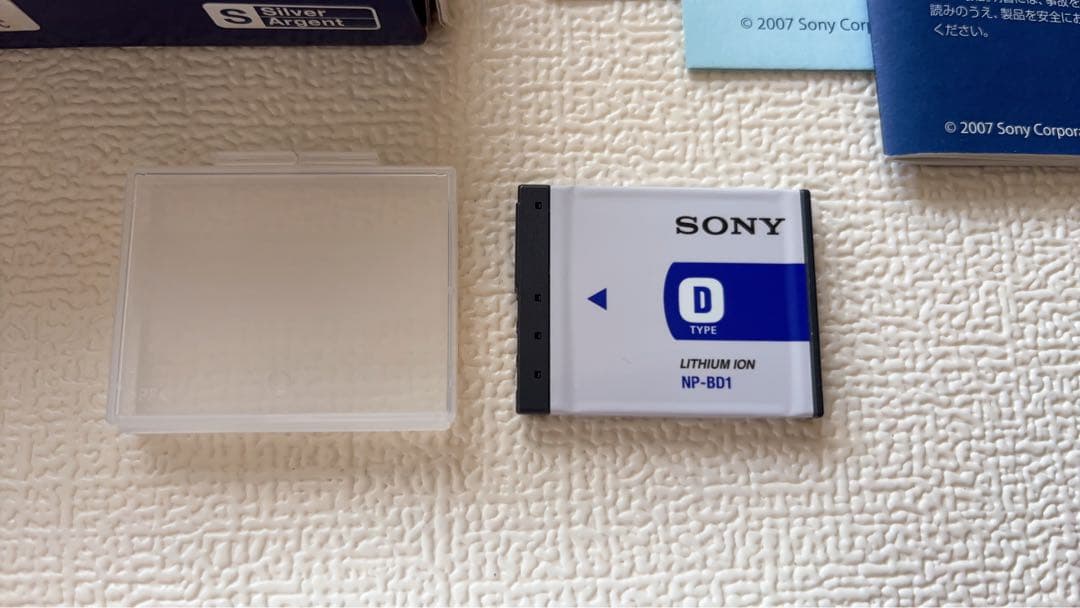 S Silver
Argent
© 2007 Sony Cor
読みのうえ、製品を安全にお
ください。
© 2007 Sony Corpora
SONY
D
TYPE
LITHIUM ION
NP-BD1